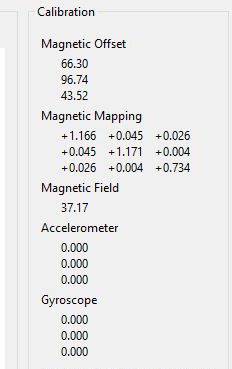 Calibration
Magnetic Offset
66.30
96.74
43.52
Magnetic Mapping
+1.166 +0.045 +0.026
+0.045 +1.171 +0.004
+0.026 +0.004 +0.734
Magnetic Field
37.17
Accelerometer
0.000
0.000
0.000
Gyroscope
0.000
0.000
0.000